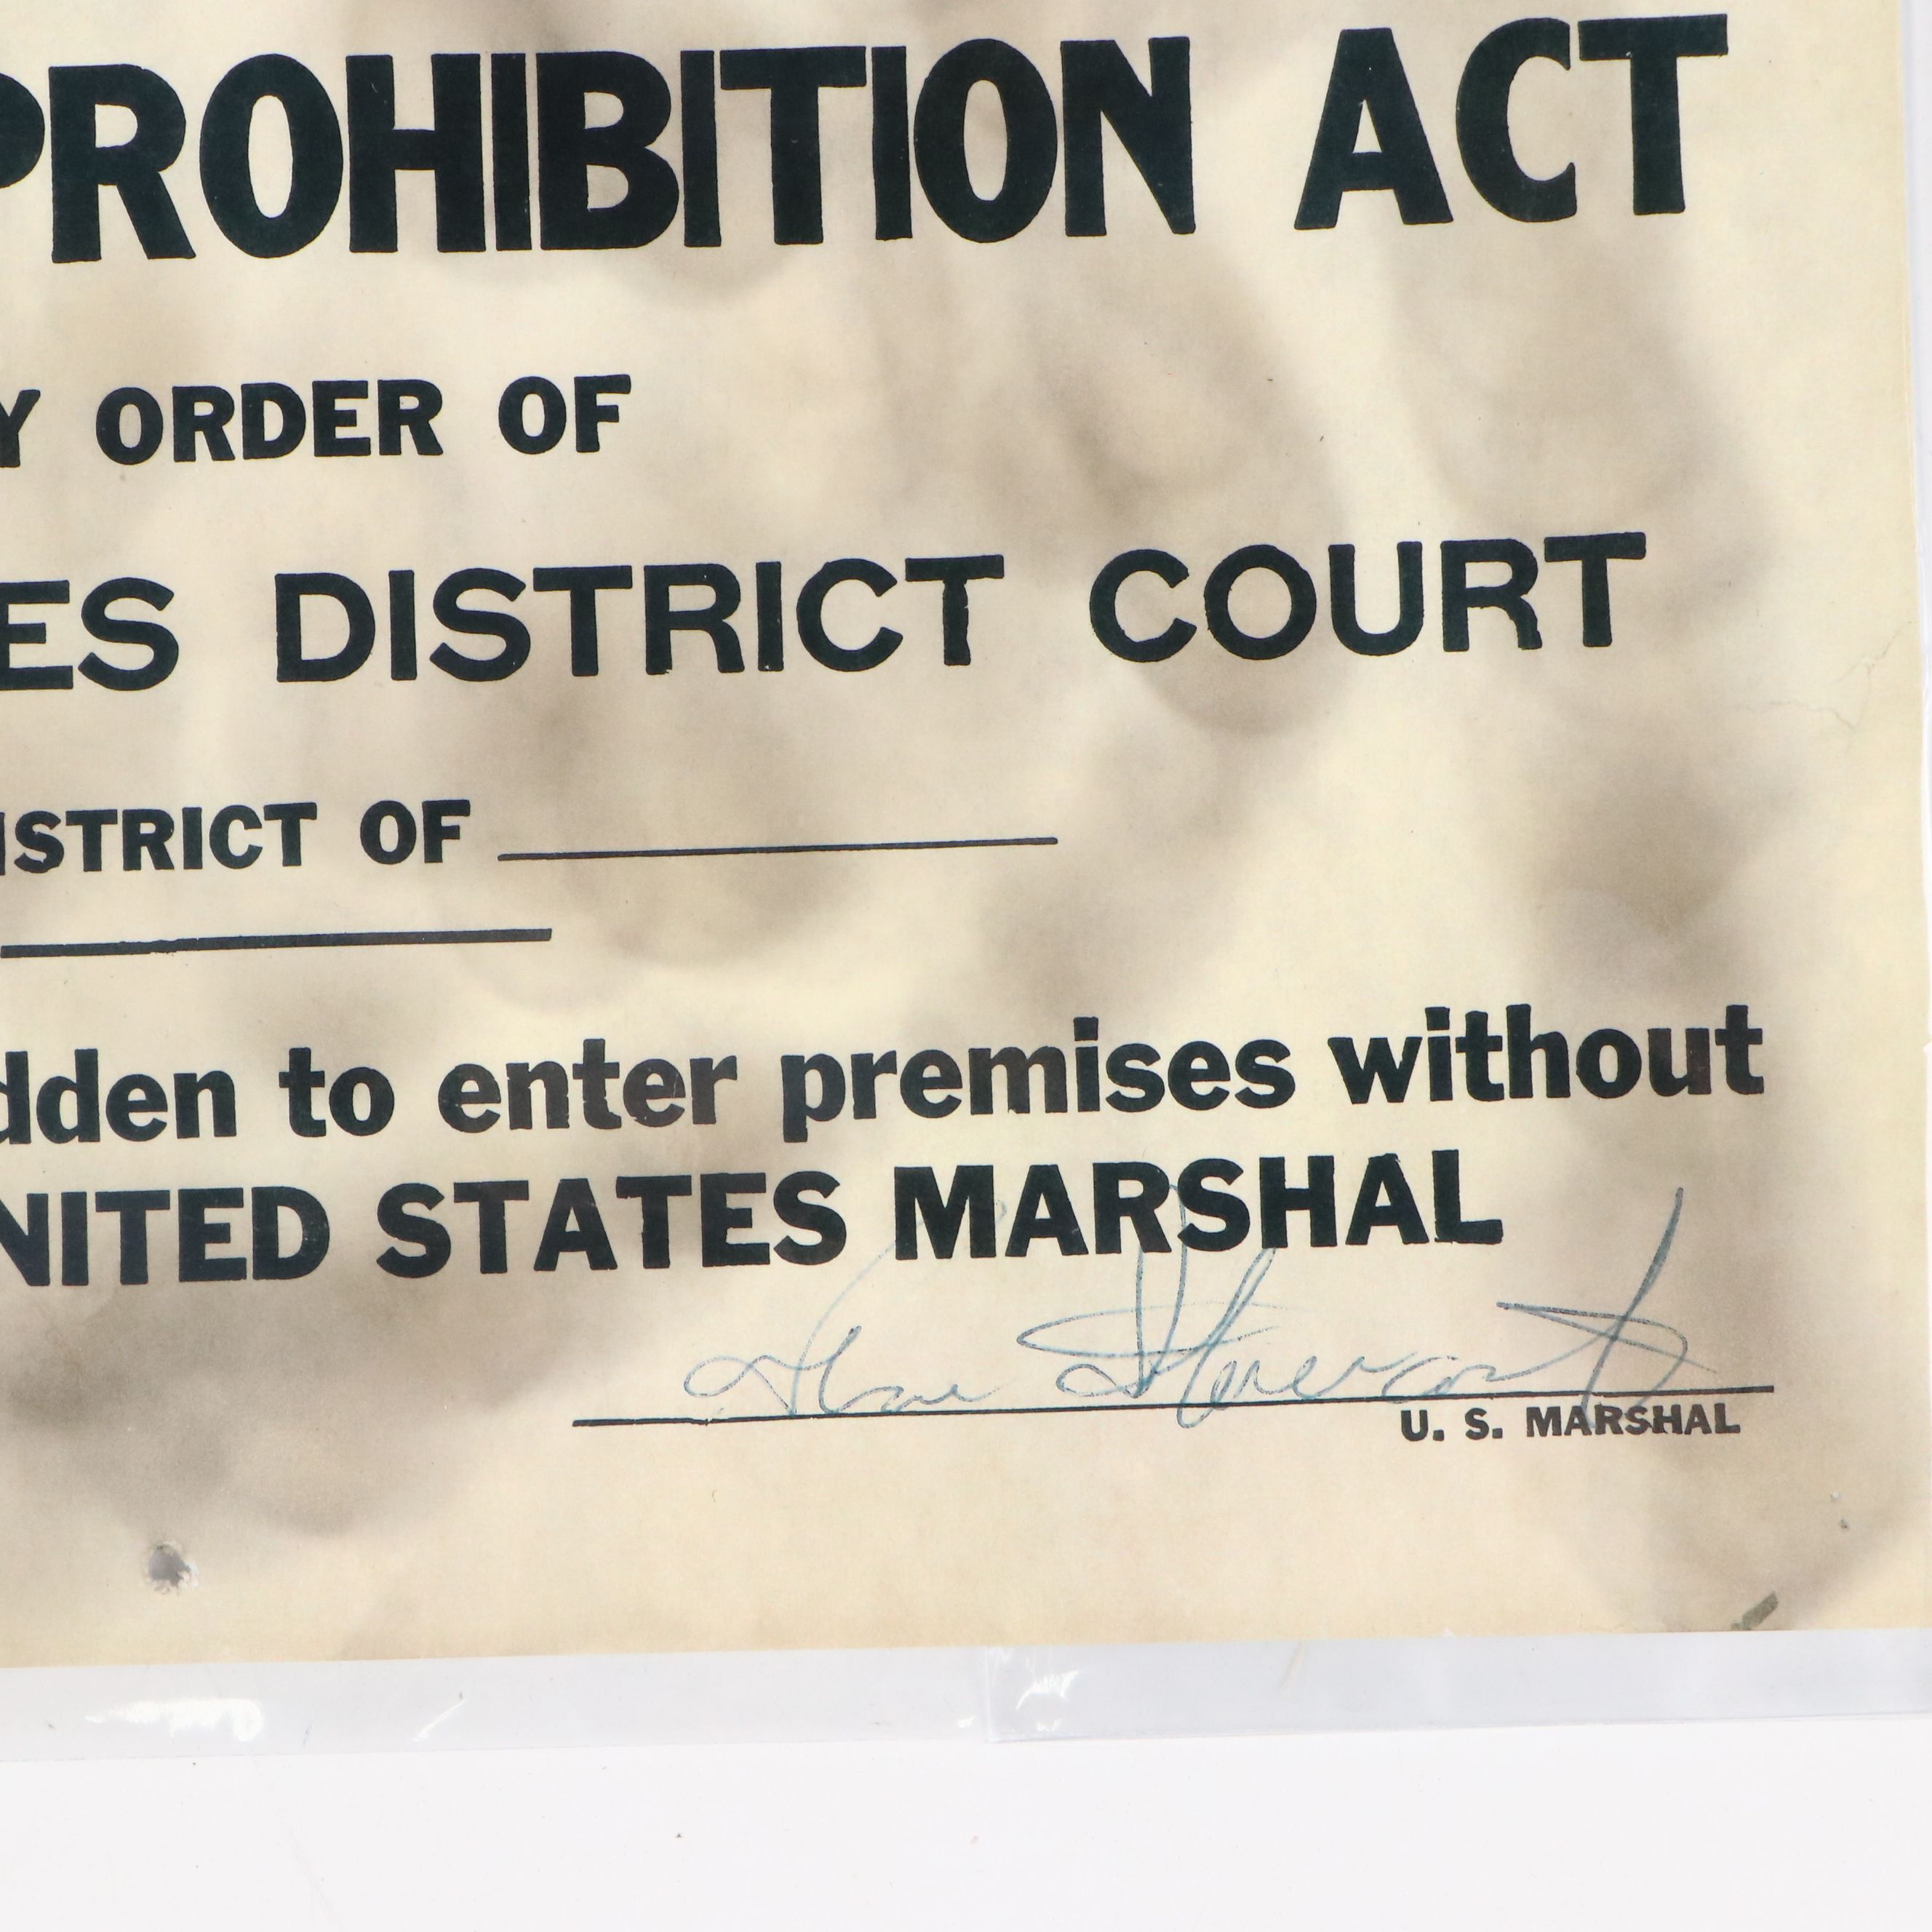 PROHIBITION ACT
Y ORDER OF
ES DISTRICT COURT
ISTRICT OF
dden to enter premises without
NITED STATES MARSHAL
U. S. MARSHAL